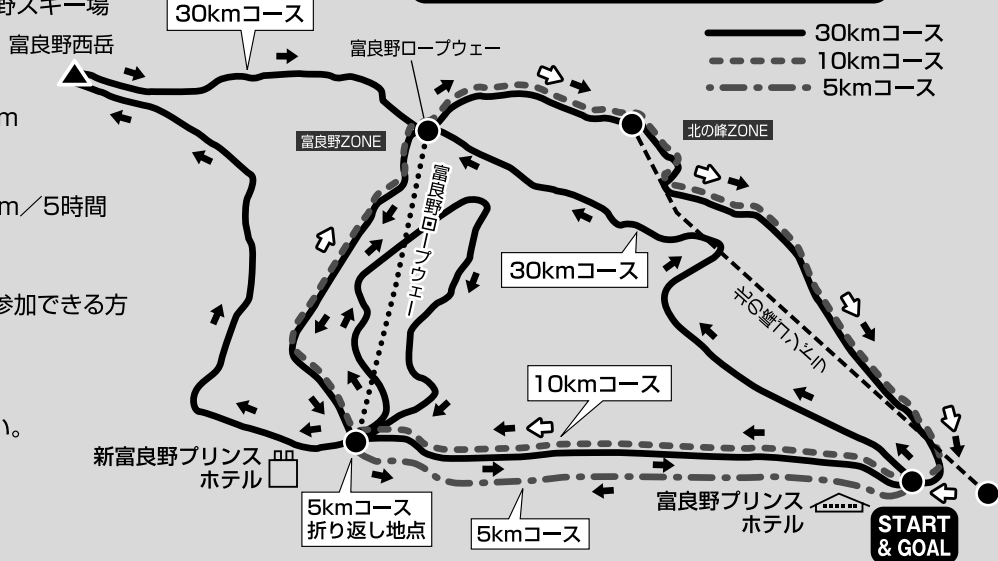 野スキー場
30kmコース
富良野西岳
富良野ロープウェー
30kmコース
10kmコース
5kmコース
m
富良野ZONE
北の峰ZONE
富良野ロープウェー
m／5時間
30kmコース
参加できる方
北の峰ゴンドラ
10kmコース
い。
新富良野プリンス
ホテル
5kmコース
折り返し地点
5kmコース
富良野プリンス
ホテル
START
& GOAL